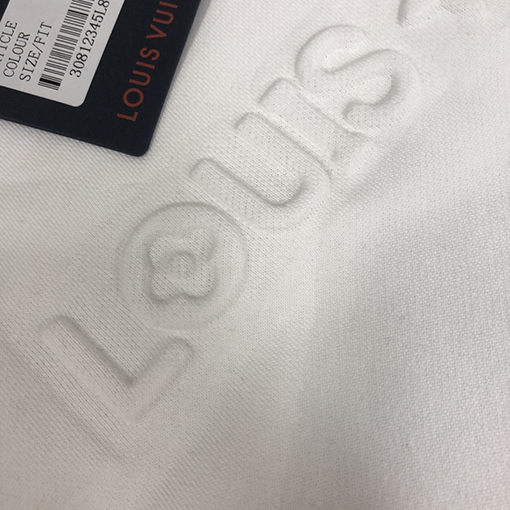 TICLE
COLOUR
SIZE/FIT
30812345L8
LOUIS VUI
LOUIS